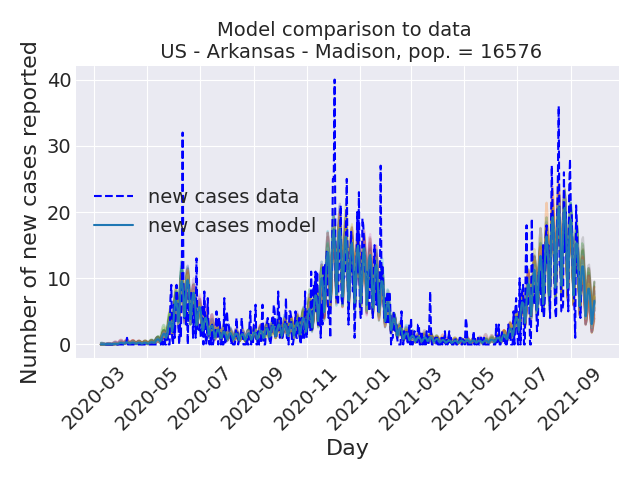 Model comparison to data
US - Arkansas - Madison, pop. = 16576
Number of new cases reported
40
30
20
10
0
new cases data
new cases model
2020-03
2020-05
2020-07
2020-09
2020-11
2021-01
2021-03
2021-05
2021-07
2021-09
Day